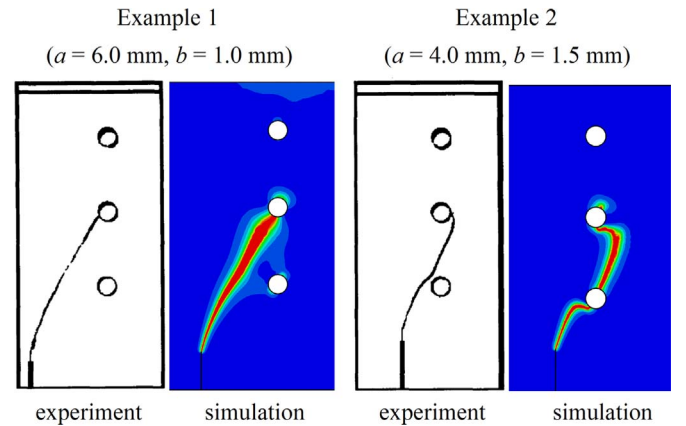 Example 1
(a = 6.0 mm, b = 1.0 mm)
Example 2
(a = 4.0 mm, b = 1.5 mm)
experiment
simulation
experiment
simulation